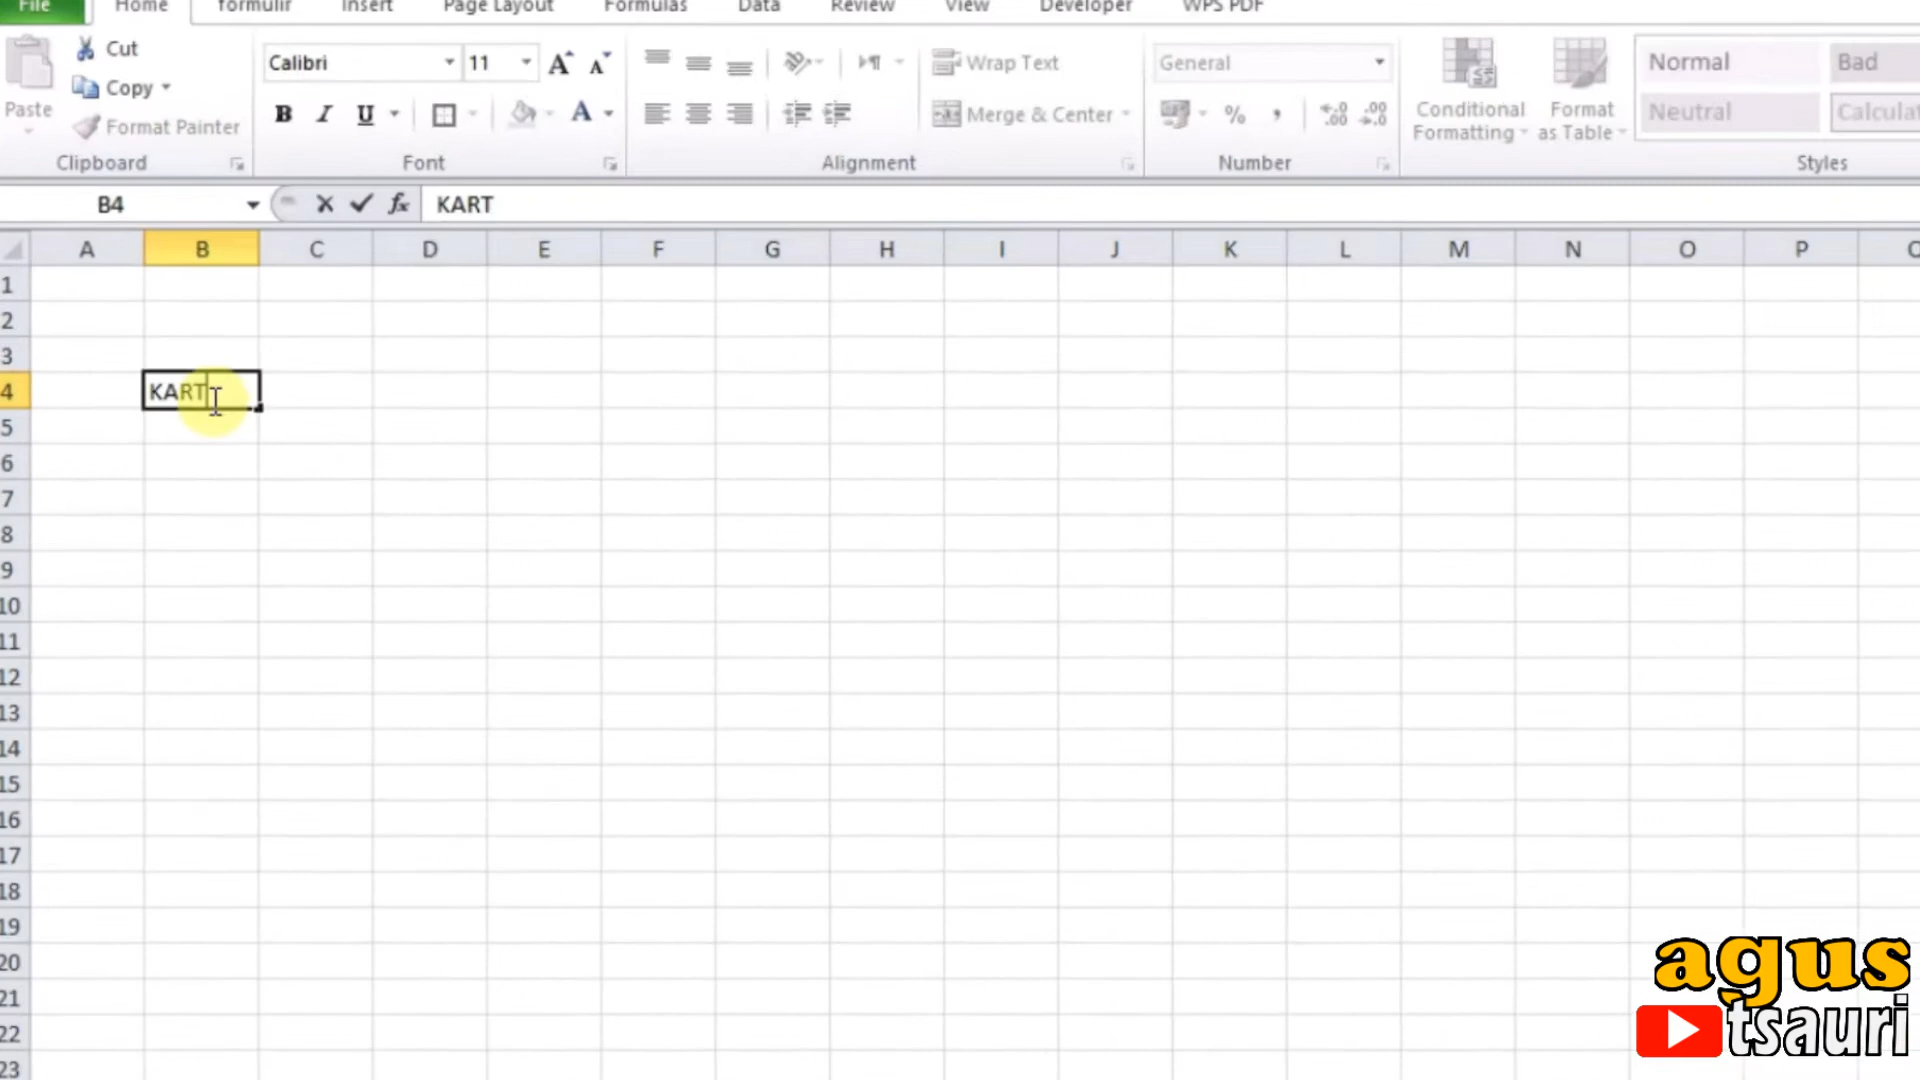 File Home formulir Insert Page Layout Formulas Data Review View Developer WPS PDF
Cut
Calibri 11 A A Wrap Text General Normal Bad
Copy
Paste B I U A Merge & Center % , Conditional Formatting Format as Table Neutral
Format Painter
Clipboard Font Alignment Number Styles
B4 fx KART
A B C D E F G H I J K L M N O P
1
2
3
4 KART
5
6
7
8
9
10
11
12
13
14
15
16
17
18
19
20
21
22
23
agus
tsauri